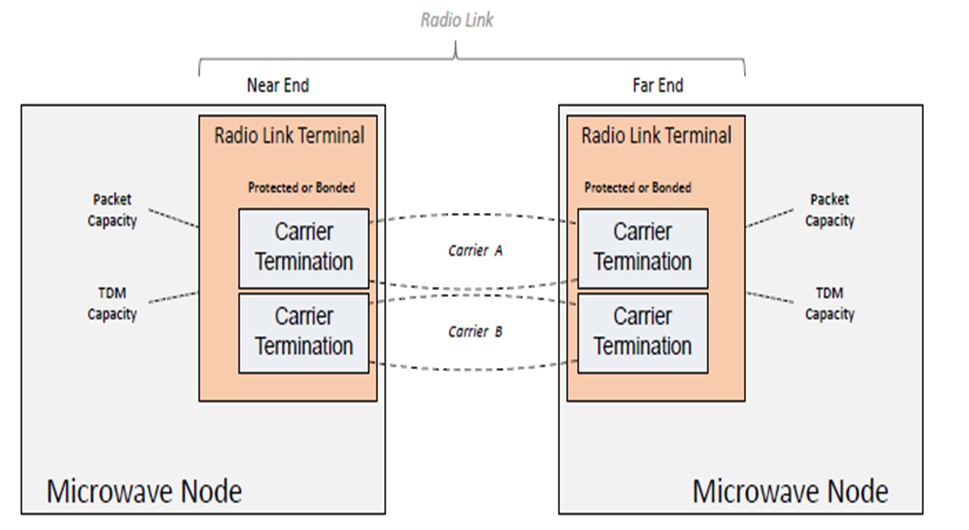 Radio Link
Near End
Far End
Radio Link Terminal
Radio Link Terminal
Protected or Bonded
Protected or Bonded
Packet
Capacity
Carrier
Termination
Carrier A
Carrier
Termination
Packet
Capacity
TDM
Capacity
Carrier
Termination
Carrier B
Carrier
Termination
TDM
Capacity
Microwave Node
Microwave Node